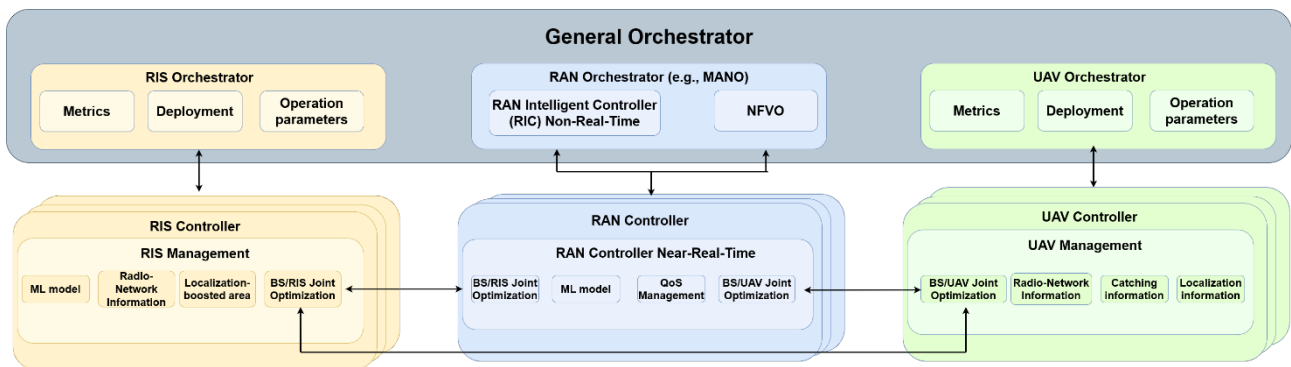 General Orchestrator
RIS Orchestrator
Metrics
Deployment
Operation
parameters
RAN Orchestrator (e.g., MANO)
RAN Intelligent Controller
(RIC) Non-Real-Time
NFVO
UAV Orchestrator
Metrics
Deployment
Operation
parameters
RIS Controller
RIS Management
ML model
Radio-
Network
Information
Localization-
boosted area
BS/RIS Joint
Optimization
RAN Controller
RAN Controller Near-Real-Time
BS/RIS Joint
Optimization
ML model
QoS
Management
BS/UAV Joint
Optimization
UAV Controller
UAV Management
BS/UAV Joint
Optimization
Radio-Network
Information
Catching
information
Localization
information